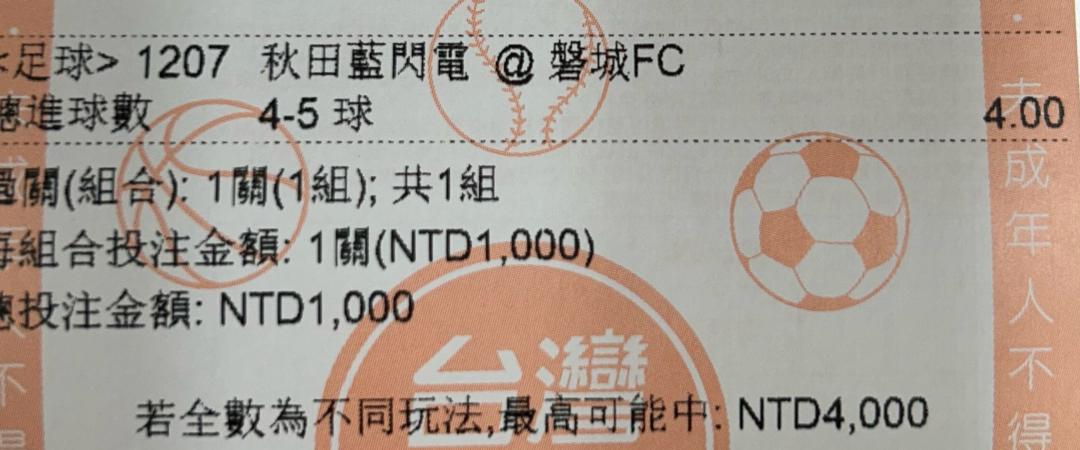 <足球> 1207 秋田藍閃電 @ 磐城FC
總進球數 4-5 球 4.00
過關(組合): 1關(1組); 共1組
每組合投注金額: 1關(NTD1,000)
總投注金額: NTD1,000
台灣
若全數為不同玩法,最高可能中: NTD4,000
未成年人不得